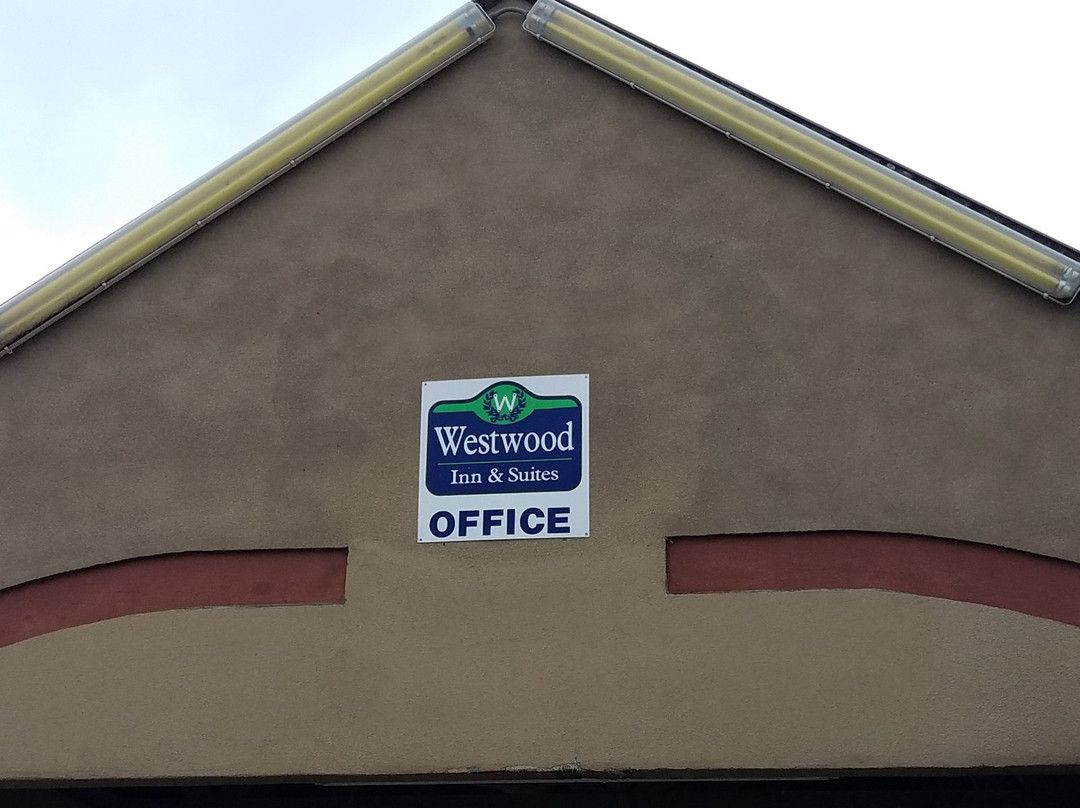 W
Westwood
Inn & Suites
OFFICE